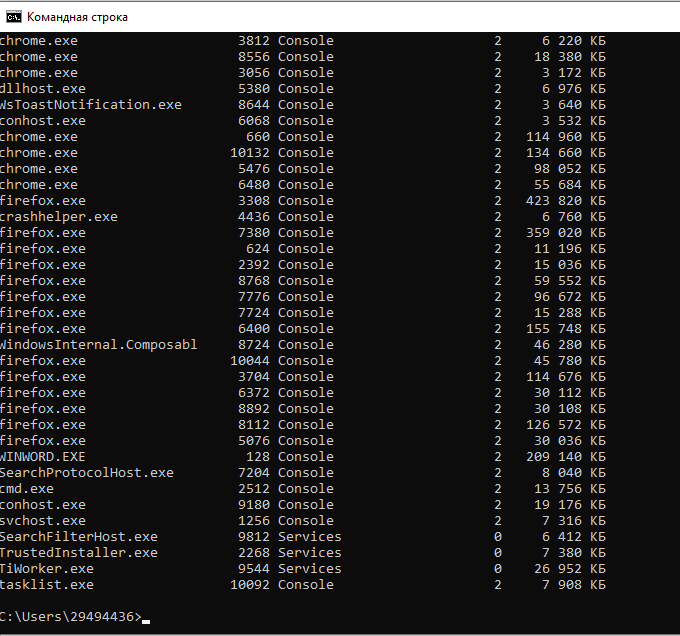 Командная строка
chrome.exe 3812 Console 2 6 220 КБ
chrome.exe 8556 Console 2 18 380 КБ
chrome.exe 3056 Console 2 3 172 КБ
dllhost.exe 5380 Console 2 6 976 КБ
WsToastNotification.exe 8644 Console 2 3 640 КБ
conhost.exe 6068 Console 2 3 532 КБ
chrome.exe 660 Console 2 114 960 КБ
chrome.exe 10132 Console 2 134 660 КБ
chrome.exe 5476 Console 2 98 052 КБ
chrome.exe 6480 Console 2 55 684 КБ
firefox.exe 3308 Console 2 423 820 КБ
crashhelper.exe 4436 Console 2 6 760 КБ
firefox.exe 7380 Console 2 359 020 КБ
firefox.exe 624 Console 2 11 196 КБ
firefox.exe 2392 Console 2 15 036 КБ
firefox.exe 8768 Console 2 59 552 КБ
firefox.exe 7776 Console 2 96 672 КБ
firefox.exe 7724 Console 2 15 288 КБ
firefox.exe 6400 Console 2 155 748 КБ
WindowsInternal.Composabl 8724 Console 2 46 280 КБ
firefox.exe 10044 Console 2 45 780 КБ
firefox.exe 3704 Console 2 114 676 КБ
firefox.exe 6372 Console 2 30 112 КБ
firefox.exe 8892 Console 2 30 108 КБ
firefox.exe 8112 Console 2 126 572 КБ
firefox.exe 5076 Console 2 30 036 КБ
WINWORD.EXE 128 Console 2 209 140 КБ
SearchProtocolHost.exe 7204 Console 2 8 040 КБ
cmd.exe 2512 Console 2 13 756 КБ
conhost.exe 9180 Console 2 19 176 КБ
svchost.exe 1256 Console 2 7 316 КБ
SearchFilterHost.exe 9812 Services 0 6 412 КБ
TrustedInstaller.exe 2268 Services 0 7 380 КБ
TiWorker.exe 9544 Services 0 26 952 КБ
tasklist.exe 10092 Console 2 7 908 КБ
C:\Users\29494436>